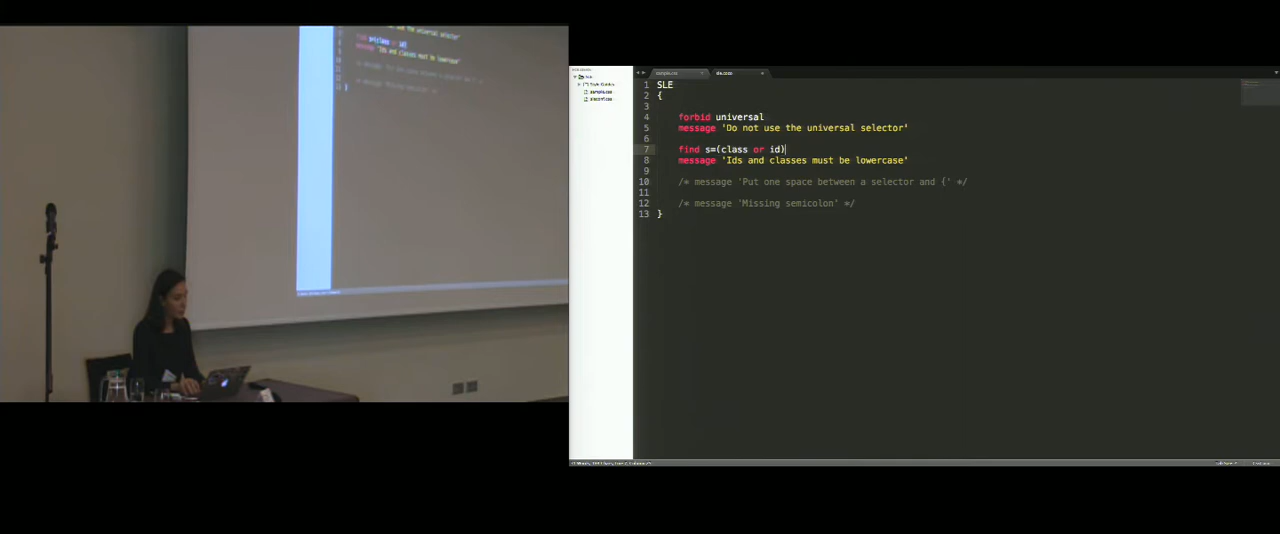 SLE
{
forbid universal
message 'Do not use the universal selector'
find s=(class or id)
message 'Ids and classes must be lowercase'
/* message 'Put one space between a selector and {' */
/* message 'Missing semicolon' */
}